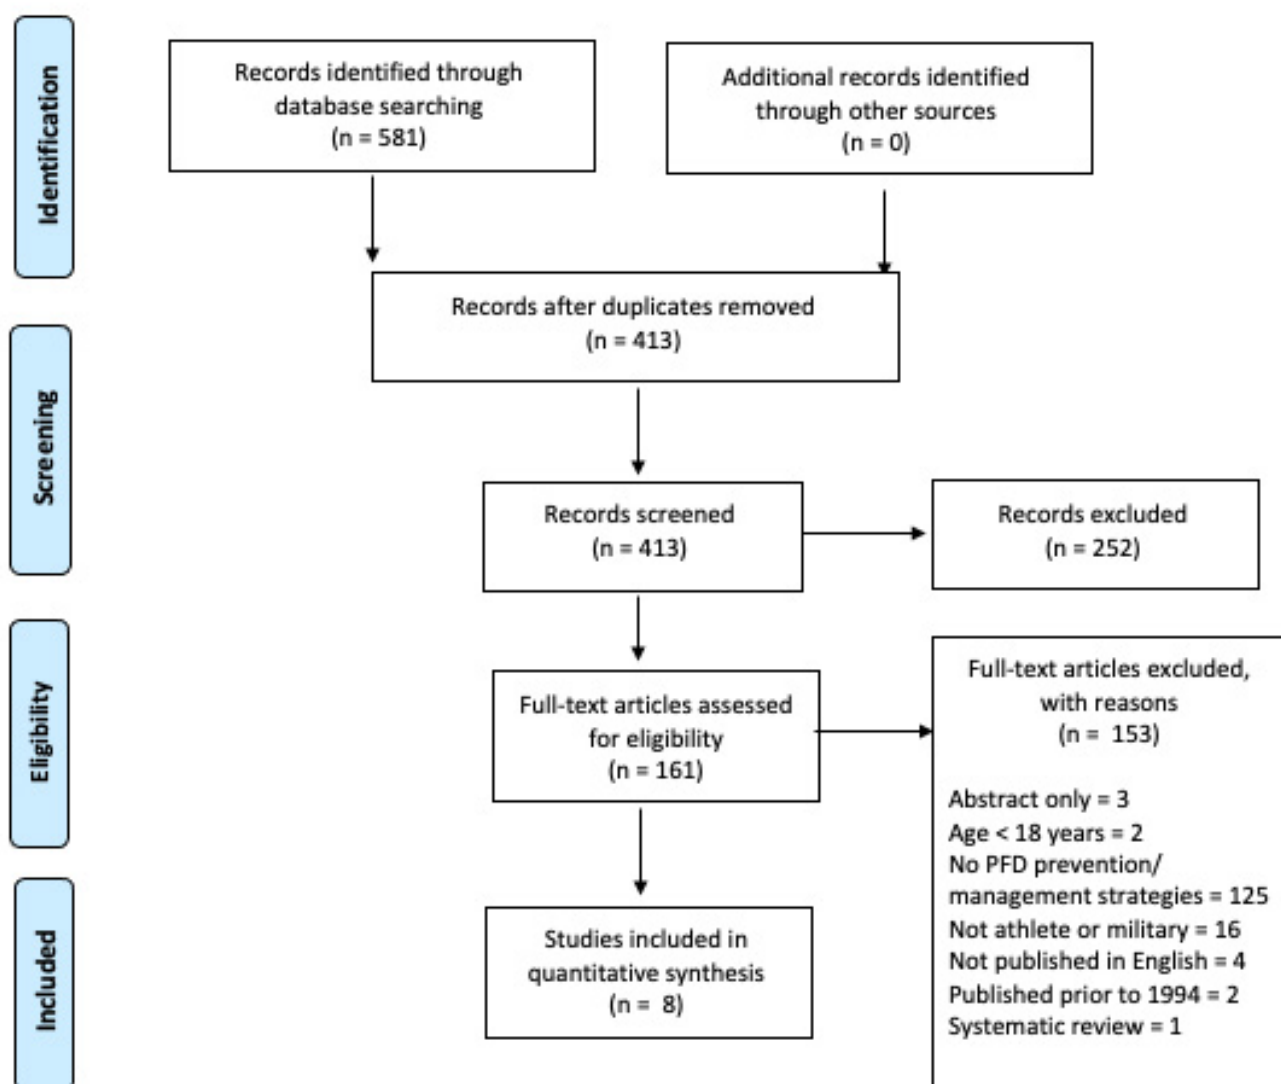 Identification
Records identified through
database searching
(n = 581)
Additional records identified
through other sources
(n = 0)
Records after duplicates removed
(n = 413)
Screening
Records screened
(n = 413)
Records excluded
(n = 252)
Eligibility
Full-text articles assessed
for eligibility
(n = 161)
Full-text articles excluded,
with reasons
(n = 153)
Abstract only = 3
Age < 18 years = 2
No PFD prevention/
management strategies = 125
Not athlete or military = 16
Not published in English = 4
Published prior to 1994 = 2
Systematic review = 1
Included
Studies included in
quantitative synthesis
(n = 8)